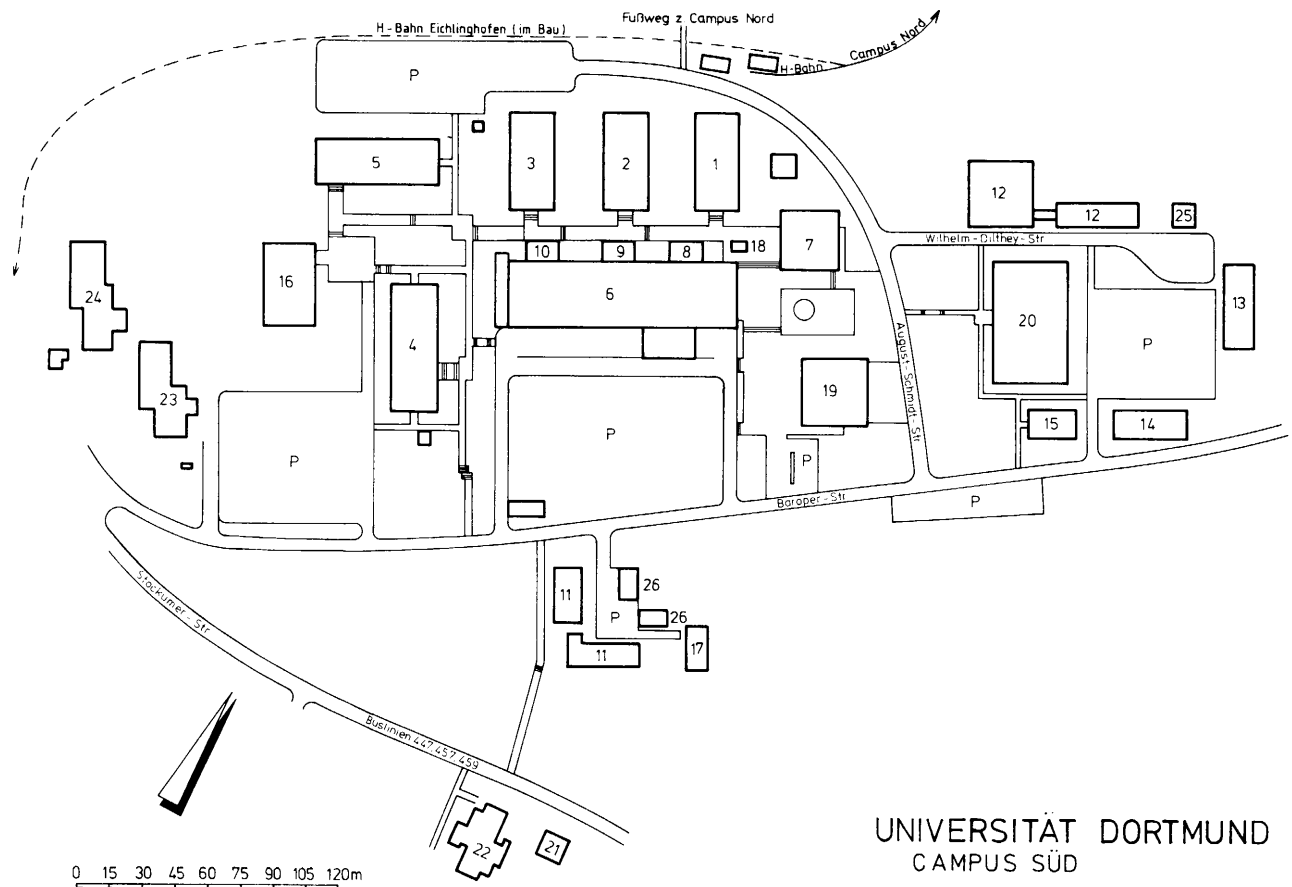 Fußweg z Campus Nord
H-Bahn Eichlinghofen (im Bau)
Campus Nord
H-Bahn
P
5
3
2
1
12
12
25
7
18
Wilhelm-Dilthey-Str
10
9
8
16
24
6
4
20
13
P
August-Schmidt-Str
23
19
15
14
P
P
P
Baroper-Str
P
Stockumer-Str
11
26
P
26
11
17
Buslinien 447 457 459
22
21
UNIVERSITÄT DORTMUND
CAMPUS SÜD
0 15 30 45 60 75 90 105 120m